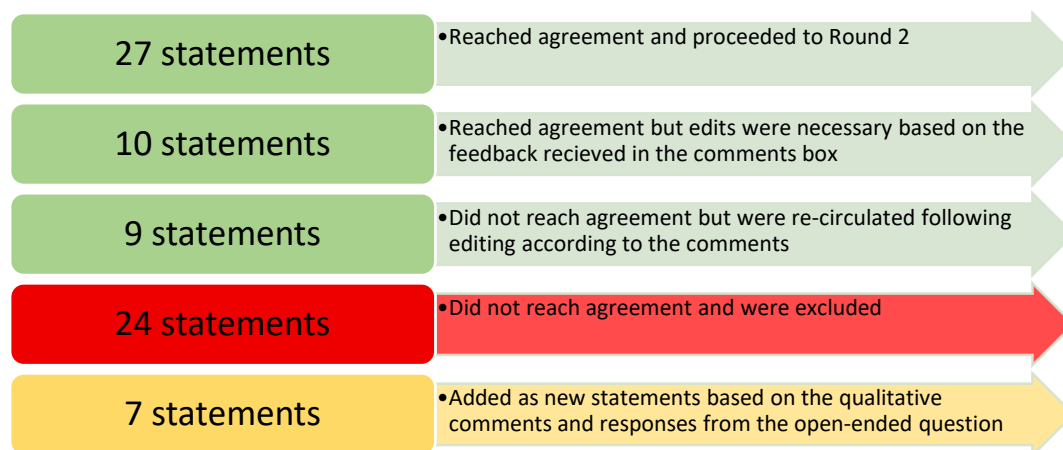 27 statements
•Reached agreement and proceeded to Round 2
10 statements
•Reached agreement but edits were necessary based on the
feedback recieved in the comments box
9 statements
•Did not reach agreement but were re-circulated following
editing according to the comments
24 statements
•Did not reach agreement and were excluded
7 statements
•Added as new statements based on the qualitative
comments and responses from the open-ended question